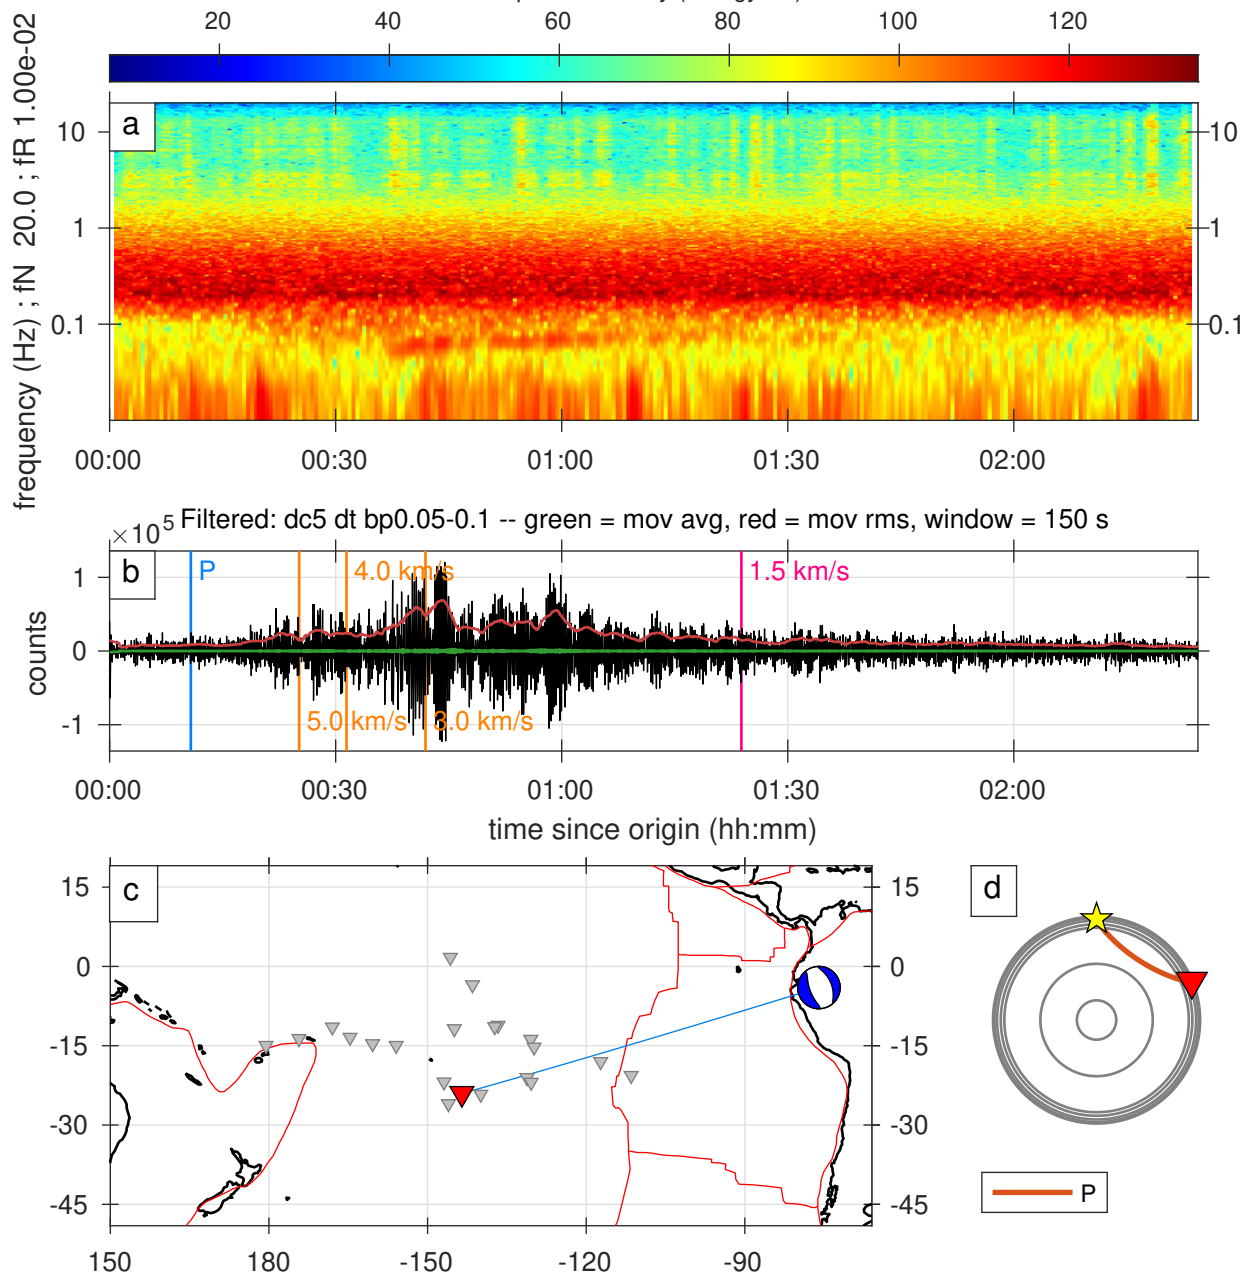 20 40 60 80 100 120
frequency (Hz) ; fN 20.0 ; fR 1.00e-02
a
10 10
1 1
0.1 0.1
00:00 00:30 01:00 01:30 02:00
×10 5 Filtered: dc5 dt bp0.05-0.1 -- green = mov avg, red = mov rms, window = 150 s
b
P 4.0 km/s 1.5 km/s
5.0 km/s 3.0 km/s
counts
1
0
-1
00:00 00:30 01:00 01:30 02:00
time since origin (hh:mm)
c
d
15 15
0 0
-15 -15
-30 -30
-45 -45
150 180 -150 -120 -90
P